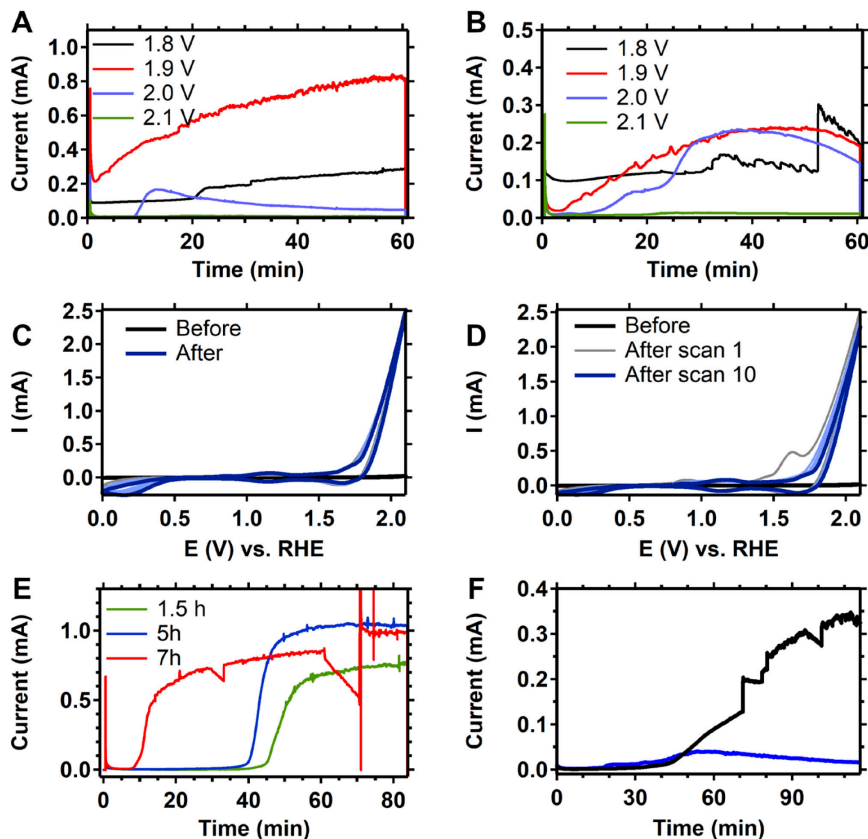 A
1.8 V
1.9 V
2.0 V
2.1 V
Current (mA)
1.0
0.8
0.6
0.4
0.2
0.0
0
20
40
60
Time (min)
B
1.8 V
1.9 V
2.0 V
2.1 V
Current (mA)
0.5
0.4
0.3
0.2
0.1
0.0
0
20
40
60
Time (min)
C
Before
After
I (mA)
2.5
2.0
1.5
1.0
0.5
0.0
0.0
0.5
1.0
1.5
2.0
E (V) vs. RHE
D
Before
After scan 1
After scan 10
I (mA)
2.5
2.0
1.5
1.0
0.5
0.0
0.0
0.5
1.0
1.5
2.0
E (V) vs. RHE
E
1.5 h
5h
7h
Current (mA)
1.0
0.5
0.0
0
20
40
60
80
Time (min)
F
Current (mA)
0.4
0.3
0.2
0.1
0.0
0
30
60
90
Time (min)